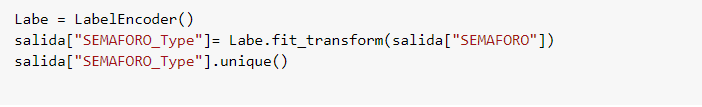 Labe = LabelEncoder()
salida["SEMAFORO_Type"]= Labe.fit_transform(salida["SEMAFORO"])
salida["SEMAFORO_Type"].unique()